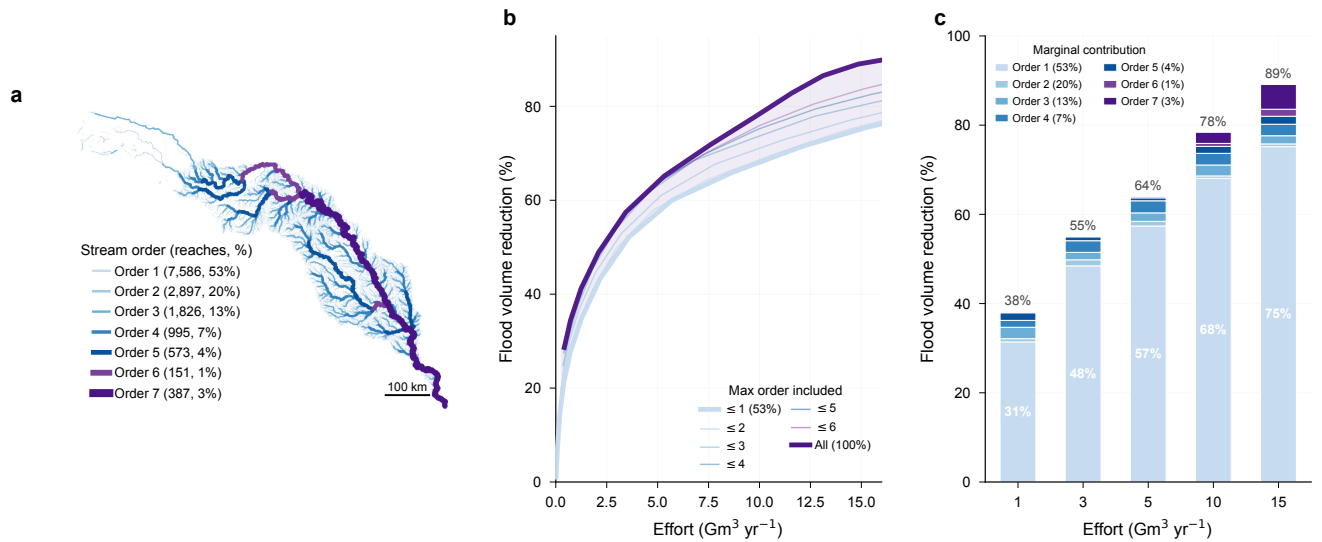 a
Stream order (reaches, %)
Order 1 (7,586, 53%)
Order 2 (2,897, 20%)
Order 3 (1,826, 13%)
Order 4 (995, 7%)
Order 5 (573, 4%)
Order 6 (151, 1%)
Order 7 (387, 3%)
100 km
b
Flood volume reduction (%)
80
60
40
20
0
0.0 2.5 5.0 7.5 10.0 12.5 15.0
Effort (Gm³ yr⁻¹)
Max order included
≤ 1 (53%)
≤ 2
≤ 3
≤ 4
≤ 5
≤ 6
All (100%)
c
Flood volume reduction (%)
100
80
60
40
20
0
Marginal contribution
Order 1 (53%)
Order 2 (20%)
Order 3 (13%)
Order 4 (7%)
Order 5 (4%)
Order 6 (1%)
Order 7 (3%)
38%
55%
64%
78%
89%
31%
48%
57%
68%
75%
1 3 5 10 15
Effort (Gm³ yr⁻¹)